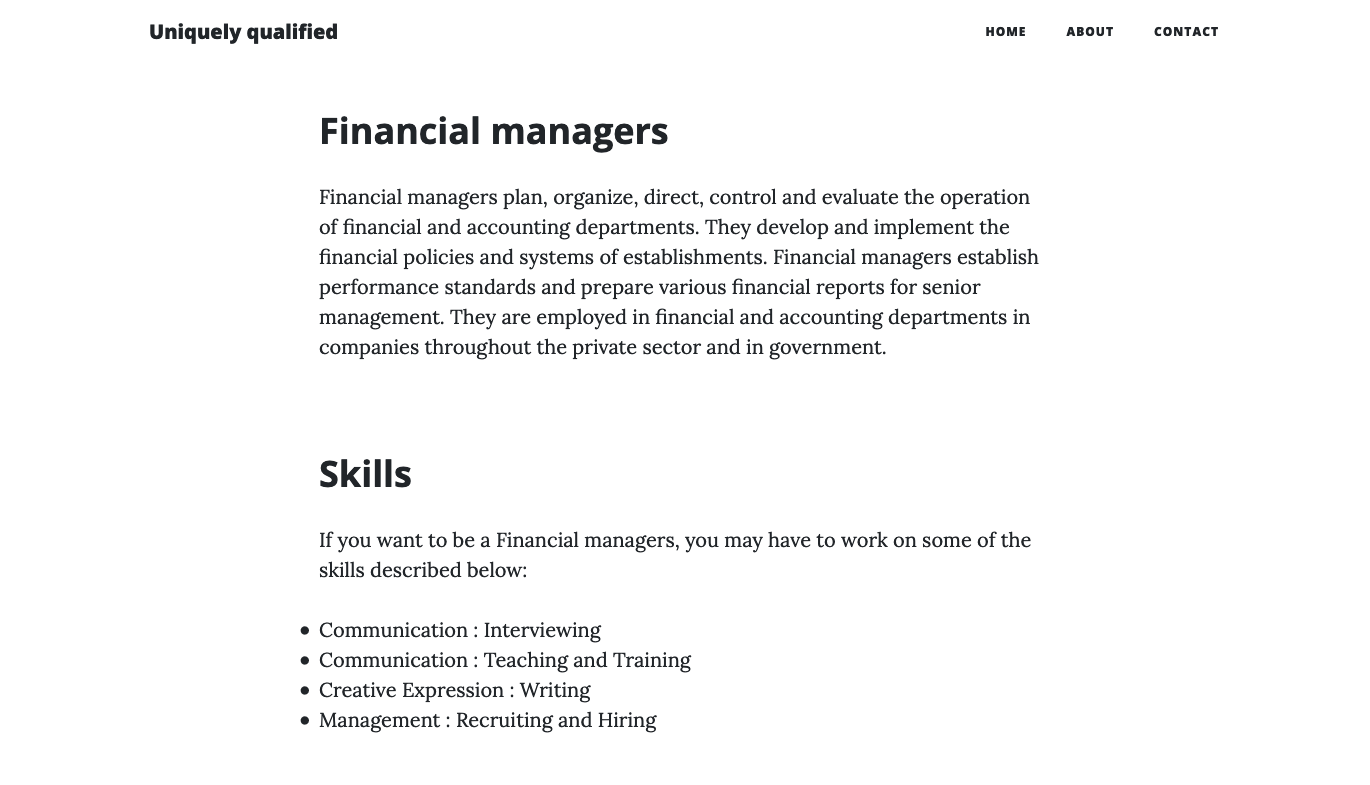 Uniquely qualified
HOME ABOUT CONTACT
Financial managers
Financial managers plan, organize, direct, control and evaluate the operation
of financial and accounting departments. They develop and implement the
financial policies and systems of establishments. Financial managers establish
performance standards and prepare various financial reports for senior
management. They are employed in financial and accounting departments in
companies throughout the private sector and in government.
Skills
If you want to be a Financial managers, you may have to work on some of the
skills described below:
• Communication : Interviewing
• Communication : Teaching and Training
• Creative Expression : Writing
• Management : Recruiting and Hiring